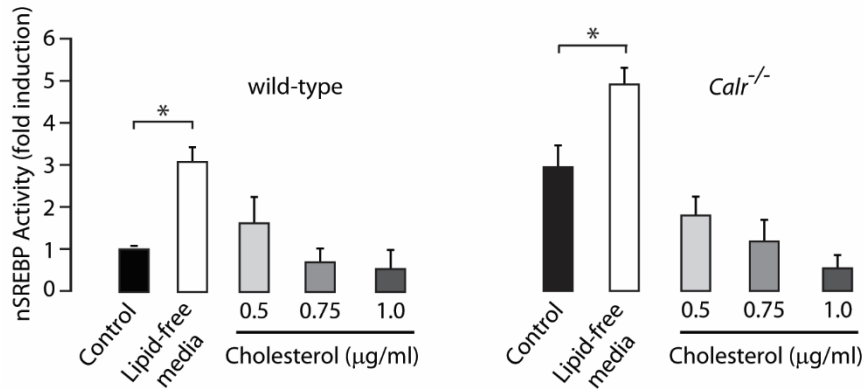 nSREBP Activity (fold induction)
6
5
4
3
2
1
0
wild-type
*
Control
Lipid-free
media
0.5 0.75 1.0
Cholesterol (μg/ml)
Calr-/-
*
Control
Lipid-free
media
0.5 0.75 1.0
Cholesterol (μg/ml)